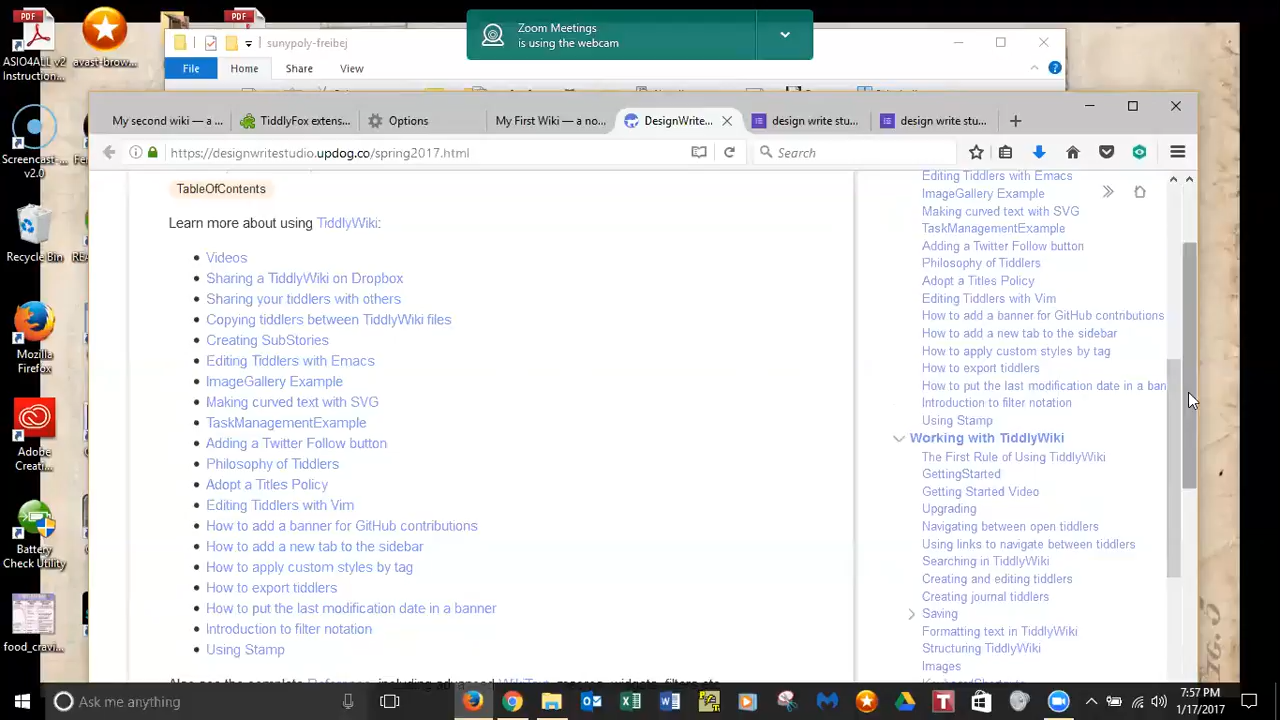 ASIO4ALL v2
Instruction...
avast-brow...
sunypoly-freibej
Zoom Meetings
is using the webcam
File
Home
Share
View
My second wiki — a ...
TiddlyFox extens...
Options
My First Wiki — a no...
DesignWrite...
design write stu...
design write stu...
https://designwritestudio.updog.co/spring2017.html
Search
Screencast-...
v2.0
Recycle Bin
Mozilla
Firefox
Adobe
Creati...
Battery
Check Utility
food_cravi...
TableOfContents
Learn more about using TiddlyWiki:
Videos
Sharing a TiddlyWiki on Dropbox
Sharing your tiddlers with others
Copying tiddlers between TiddlyWiki files
Creating SubStories
Editing Tiddlers with Emacs
ImageGallery Example
Making curved text with SVG
TaskManagementExample
Adding a Twitter Follow button
Philosophy of Tiddlers
Adopt a Titles Policy
Editing Tiddlers with Vim
How to add a banner for GitHub contributions
How to add a new tab to the sidebar
How to apply custom styles by tag
How to export tiddlers
How to put the last modification date in a banner
Introduction to filter notation
Using Stamp
Editing Tiddlers with Emacs
ImageGallery Example
Making curved text with SVG
TaskManagementExample
Adding a Twitter Follow button
Philosophy of Tiddlers
Adopt a Titles Policy
Editing Tiddlers with Vim
How to add a banner for GitHub contributions
How to add a new tab to the sidebar
How to apply custom styles by tag
How to export tiddlers
How to put the last modification date in a ban
Introduction to filter notation
Using Stamp
Working with TiddlyWiki
The First Rule of Using TiddlyWiki
GettingStarted
Getting Started Video
Upgrading
Navigating between open tiddlers
Using links to navigate between tiddlers
Searching in TiddlyWiki
Creating and editing tiddlers
Creating journal tiddlers
Saving
Formatting text in TiddlyWiki
Structuring TiddlyWiki
Images
Ask me anything
7:57 PM
1/17/2017